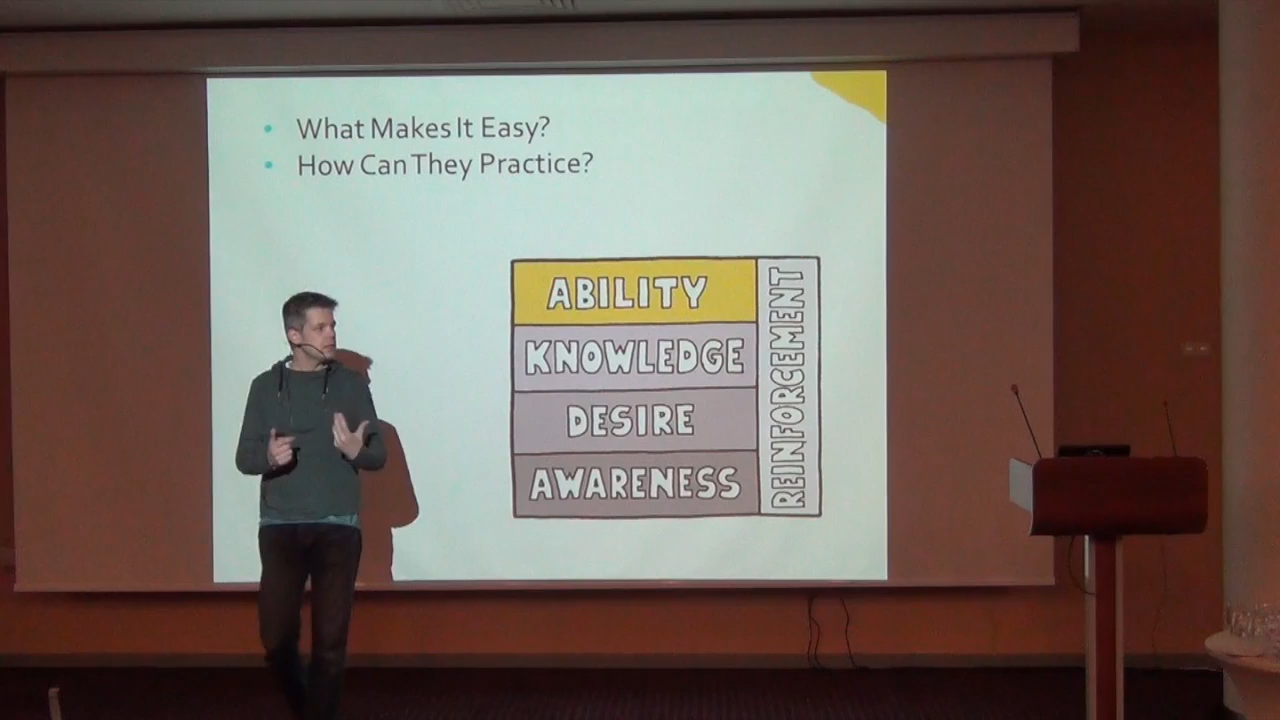 What Makes It Easy?
How Can They Practice?
ABILITY
KNOWLEDGE
DESIRE
AWARENESS
REINFORCEMENT